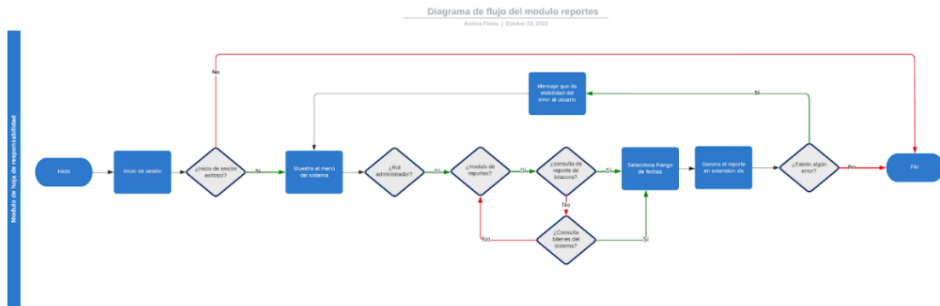 Diagrama de flujo del modulo reportes
Andrea Flores | October 23, 2022
Modulo de hoja de responsabilidad
Inicio
Inicio de sesión
¿Inicio de sesión
exitoso?
No
Si
Muestra el menú
del sistema
¿Rol
administrador?
Si
¿modulo de
reportes?
Si
¿consulta de
reporte de
bitacora?
Si
No
¿Consulta
bienes del
sistema?
No
Si
Selecciona Rango
de fechas
Genera el reporte
en extension xls
¿Existio algún
error?
Si
No
Mensaje que da
visibilidad del
error al usuario
Fin